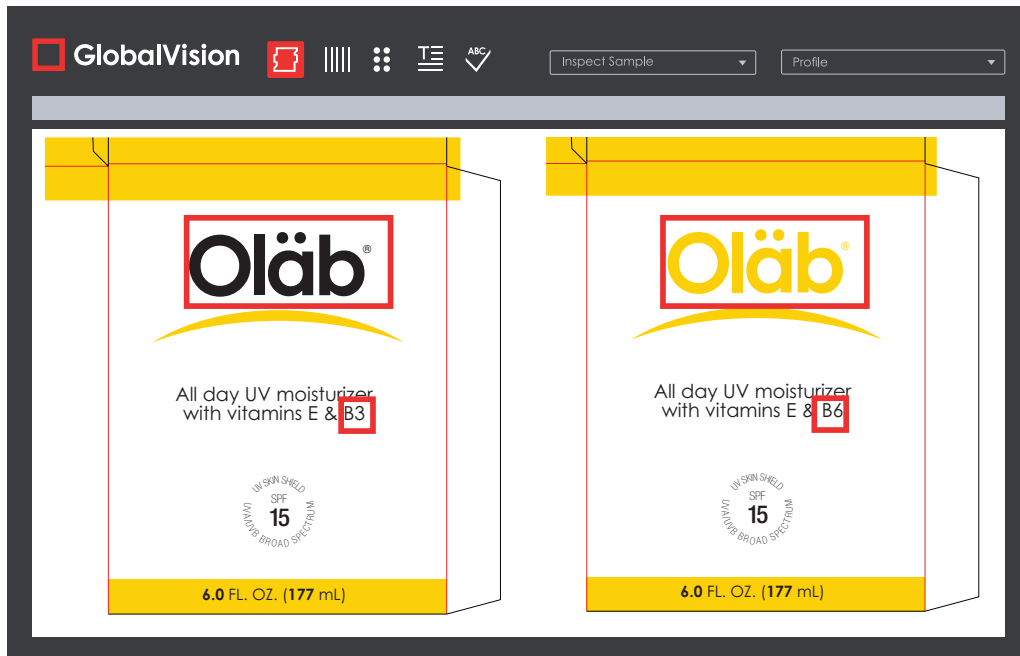 GlobalVision
ABC
Inspect Sample
Profile
Oläb®
All day UV moisturizer
with vitamins E & B3
UV SKIN SHIELD
SPF
15
UVA/UVB BROAD SPECTRUM
6.0 FL. OZ. (177 mL)
Oläb®
All day UV moisturizer
with vitamins E & B6
UV SKIN SHIELD
SPF
15
UVA/UVB BROAD SPECTRUM
6.0 FL. OZ. (177 mL)